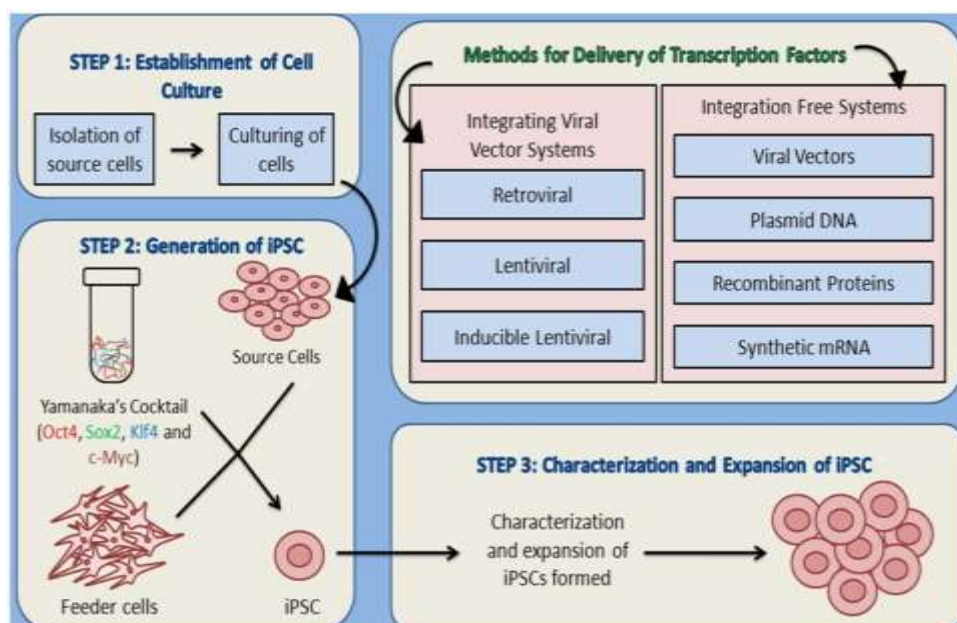 STEP 1: Establishment of Cell
Culture
Isolation of
source cells
Culturing of
cells
STEP 2: Generation of iPSC
Source Cells
Yamanaka's Cocktail
(Oct4, Sox2, Klf4 and
c-Myc)
Feeder cells
iPSC
Methods for Delivery of Transcription Factors
Integrating Viral
Vector Systems
Retroviral
Lentiviral
Inducible Lentiviral
Integration Free Systems
Viral Vectors
Plasmid DNA
Recombinant Proteins
Synthetic mRNA
STEP 3: Characterization and Expansion of iPSC
Characterization
and expansion of
iPSCs formed